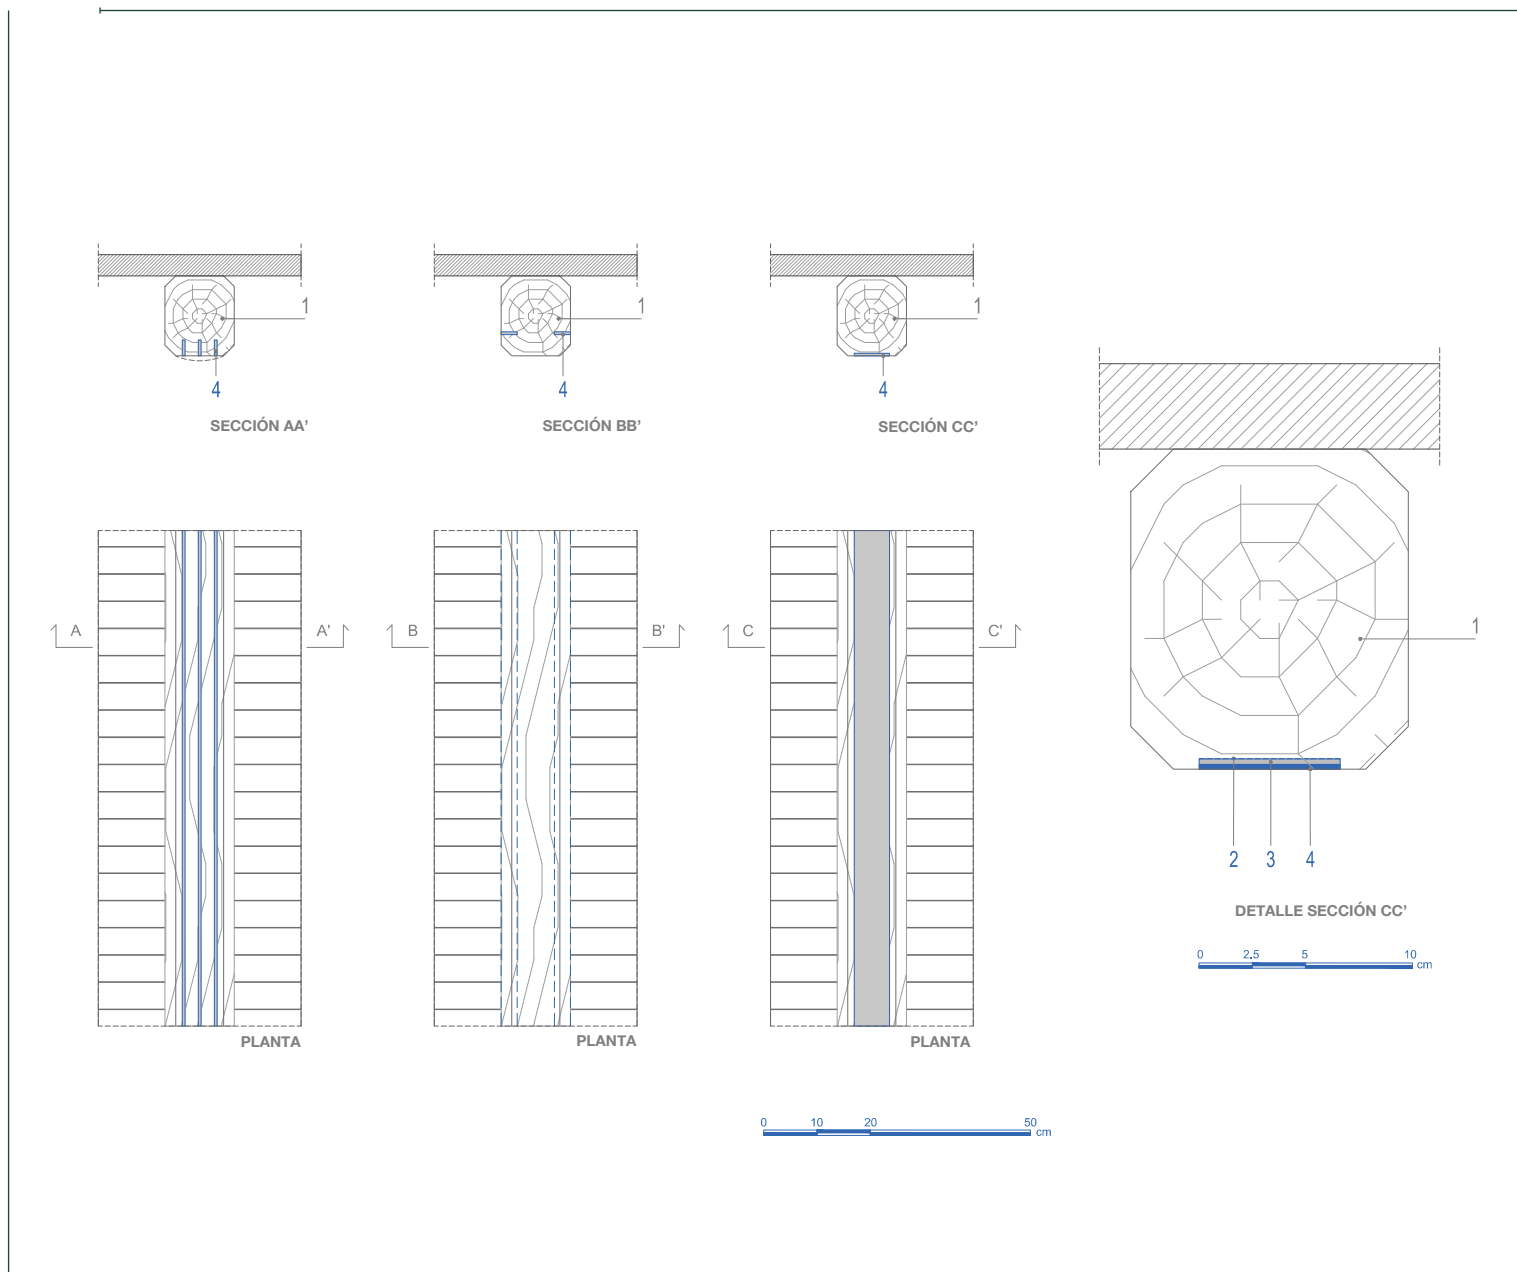 1
1
1
4
4
4
SECCIÓN AA’
SECCIÓN BB’
SECCIÓN CC’
A
A'
B
B'
C
C'
1
2 3 4
DETALLE SECCIÓN CC’
0 2.5 5 10
cm
PLANTA
PLANTA
PLANTA
0 10 20 50
cm